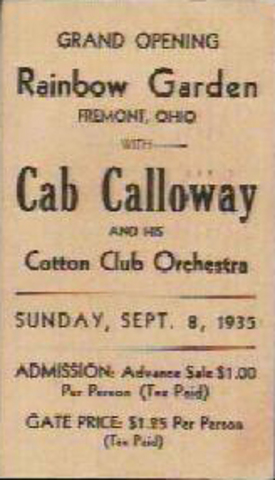 GRAND OPENING
Rainbow Garden
FREMONT, OHIO
WITH
Cab Calloway
AND HIS
Cotton Club Orchestra
SUNDAY, SEPT. 8, 1935
ADMISSION: Advance Sale $1.00
Per Person (Tax Paid)
GATE PRICE: $1.25 Per Person
(Tax Paid)